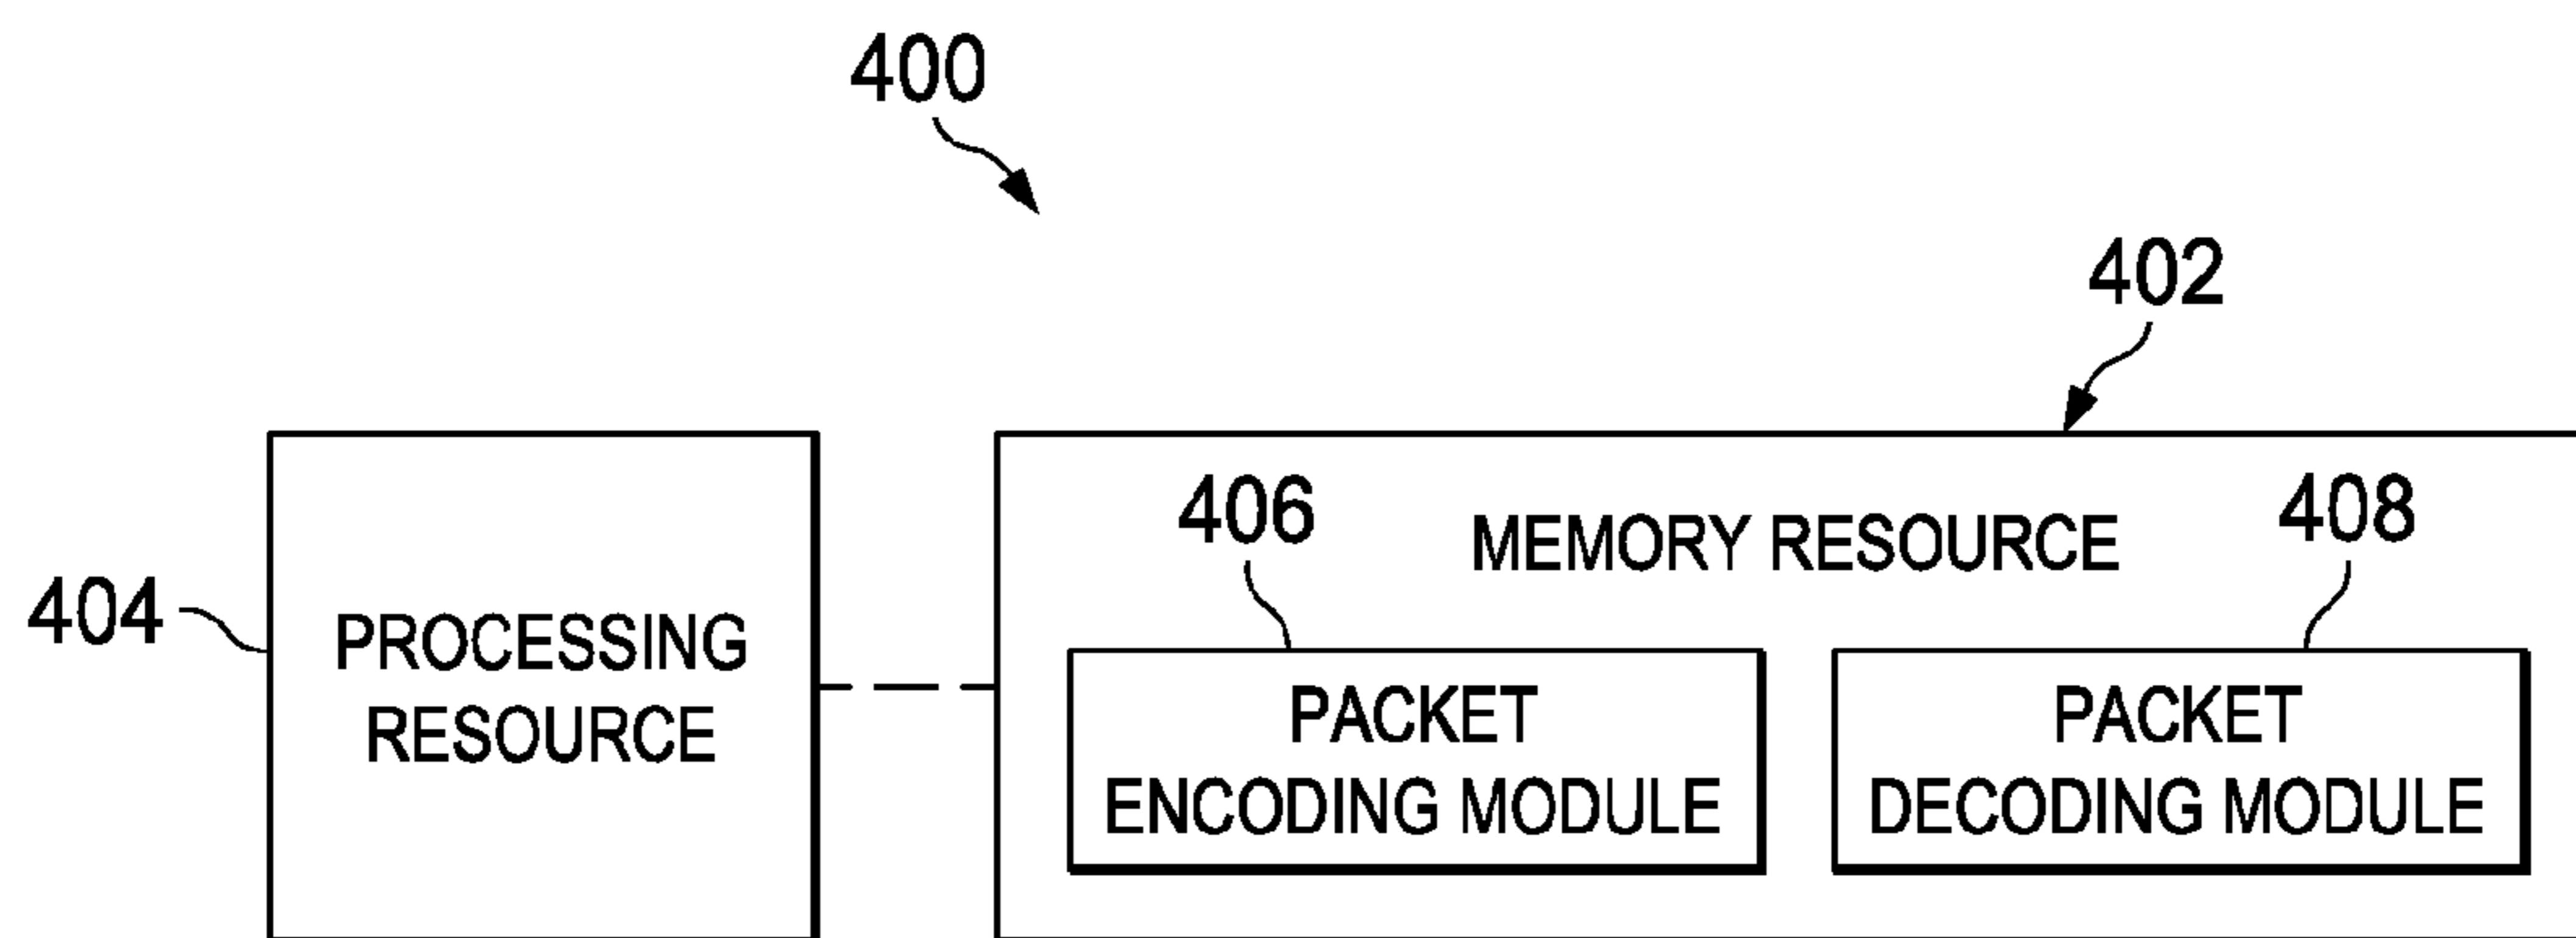 400
402
406
MEMORY RESOURCE
408
404
PROCESSING
RESOURCE
PACKET
ENCODING MODULE
PACKET
DECODING MODULE